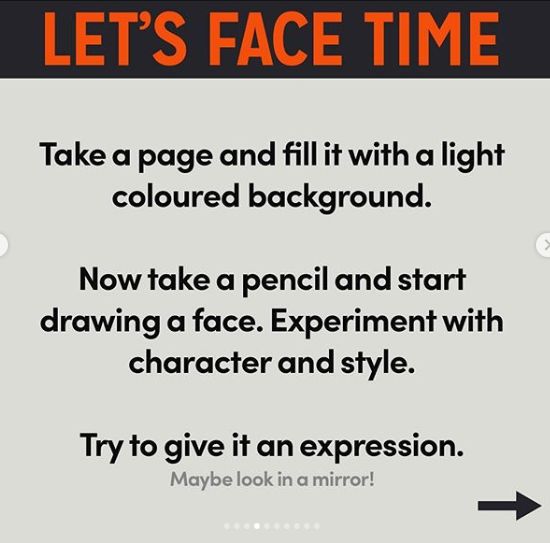 LET'S FACE TIME
Take a page and fill it with a light
coloured background.
Now take a pencil and start
drawing a face. Experiment with
character and style.
Try to give it an expression.
Maybe look in a mirror!